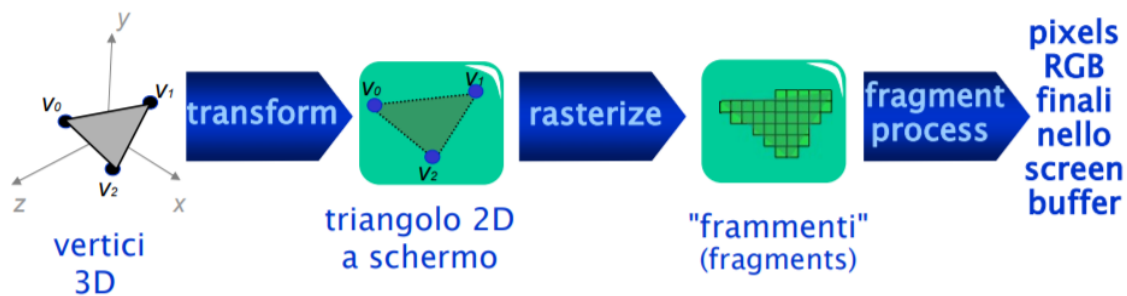 y
v0
v1
v2
z
x
vertici
3D
transform
v0
v1
v2
triangolo 2D
a schermo
rasterize
"frammenti"
(fragments)
fragment
process
pixels
RGB
finali
nello
screen
buffer